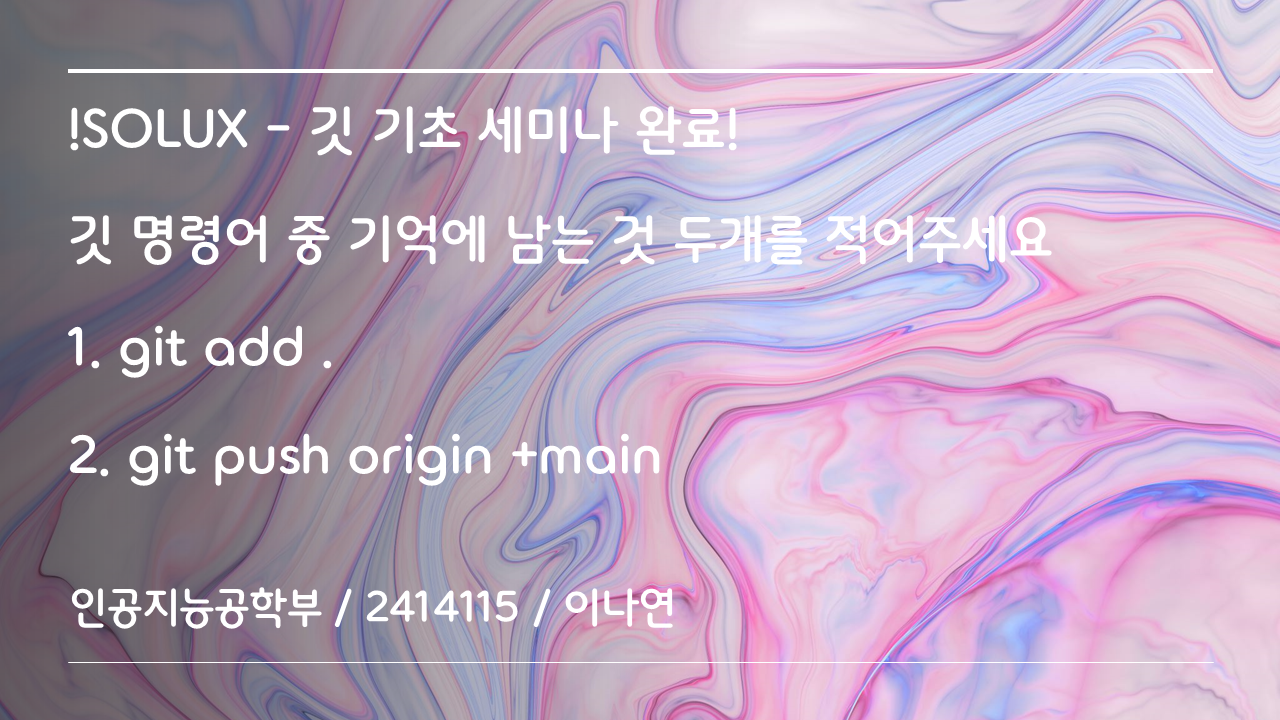 !SOLUX - 깃 기초 세미나 완료!
깃 명령어 중 기억에 남는 것 두개를 적어주세요
1. git add .
2. git push origin +main
인공지능공학부 / 2414115 / 이나연